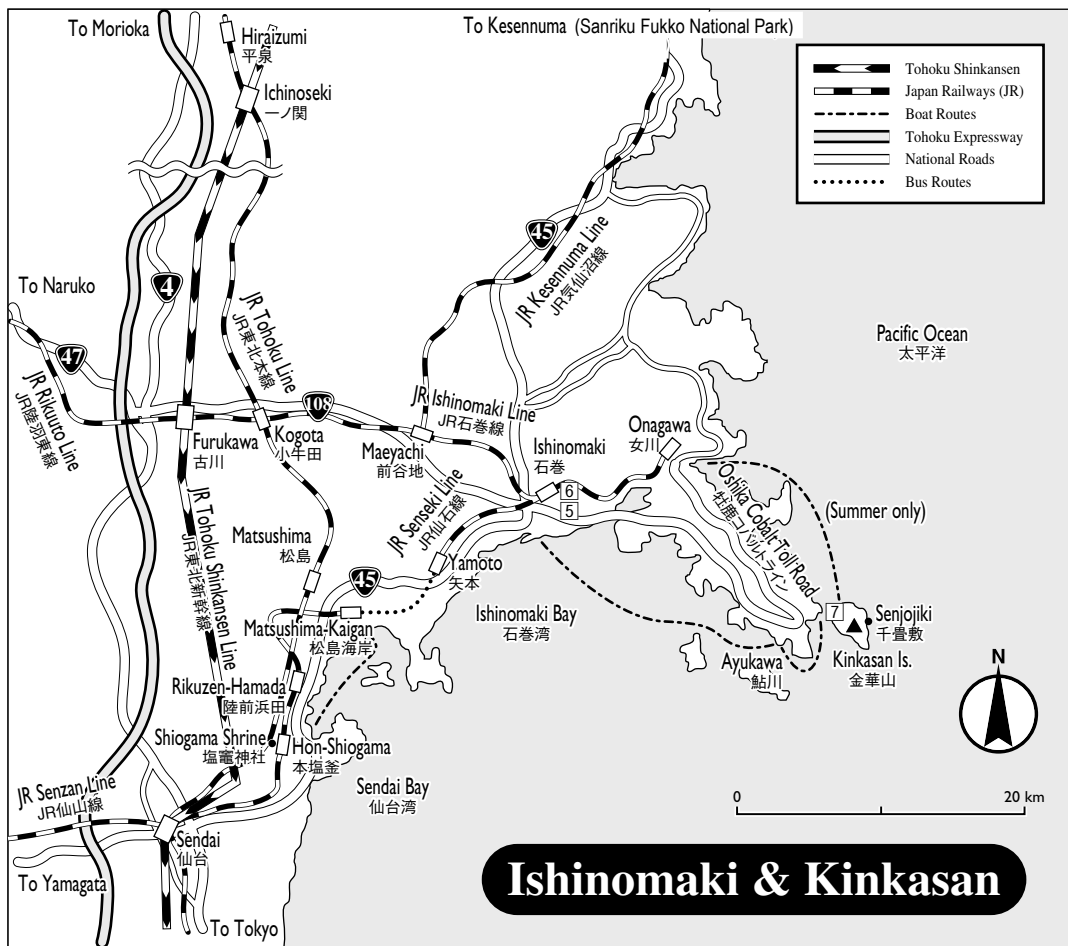 To Morioka
Hiraizumi
平泉
Ichinoseki
一ノ関
To Kesennuma (Sanriku Fukko National Park)
Tohoku Shinkansen
Japan Railways (JR)
Boat Routes
Tohoku Expressway
National Roads
Bus Routes
45
JR Kesennuma Line
JR気仙沼線
4
To Naruko
47
JR Rikuuto Line
JR陸羽東線
JR Tohoku Line
JR東北本線
Pacific Ocean
太平洋
108
JR Ishinomaki Line
JR石巻線
Furukawa
古川
Kogota
小牛田
Maeyachi
前谷地
Ishinomaki
石巻
Onagawa
女川
6
5
JR Senseki Line
JR仙石線
Oshika Cobalt Toll Road
牡鹿コバルトライン
(Summer only)
JR Tohoku Shinkansen Line
JR東北新幹線
Matsushima
松島
45
Yamoto
矢本
Matsushima-Kaigan
松島海岸
Ishinomaki Bay
石巻湾
7
Senjojiki
千畳敷
Ayukawa
鮎川
Kinkasan Is.
金華山
N
Rikuzen-Hamada
陸前浜田
Shiogama Shrine
塩竈神社
Hon-Shiogama
本塩釜
JR Senzan Line
JR仙山線
Sendai Bay
仙台湾
0
20 km
Sendai
仙台
To Yamagata
To Tokyo
Ishinomaki & Kinkasan